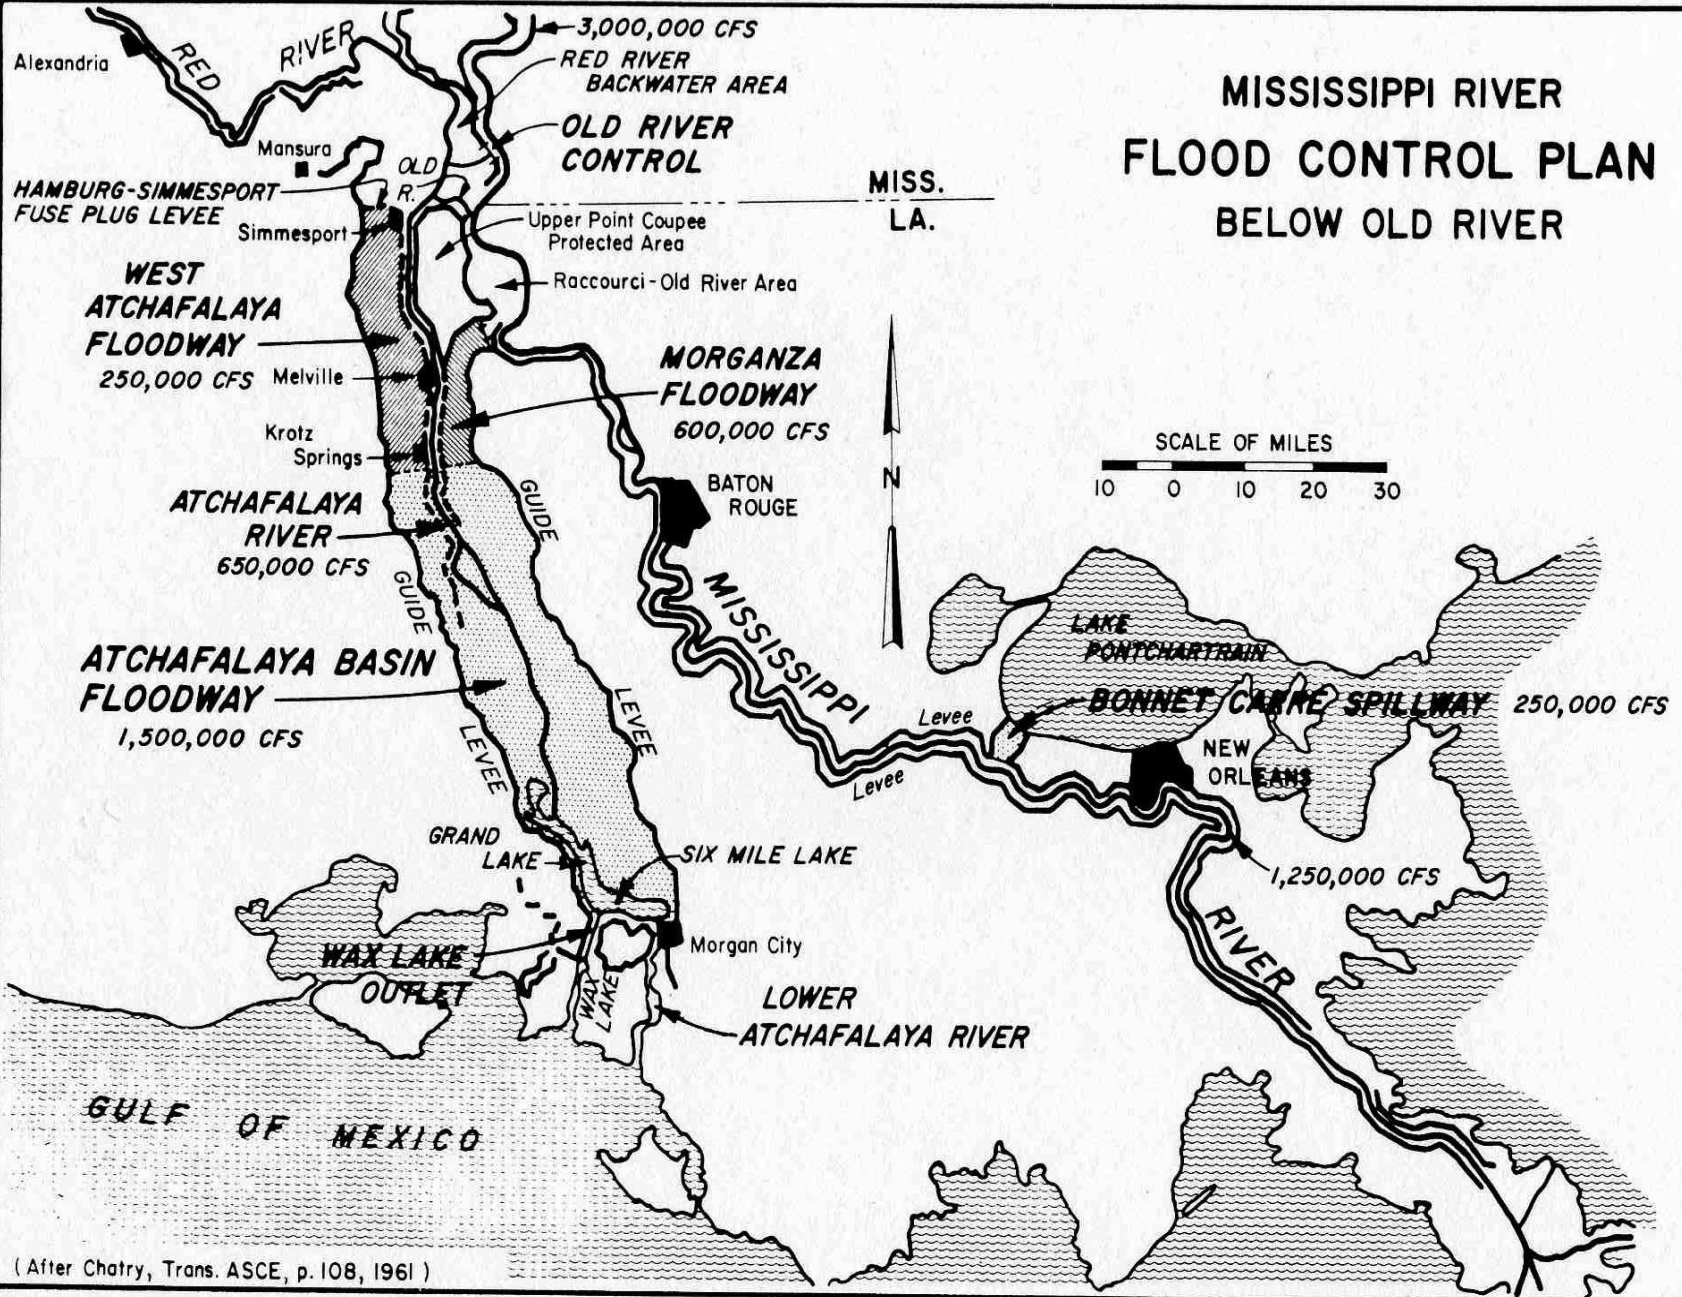 MISSISSIPPI RIVER
FLOOD CONTROL PLAN
BELOW OLD RIVER
3,000,000 CFS
RED RIVER
BACKWATER AREA
OLD RIVER
CONTROL
Alexandria
RED
RIVER
Mansura
OLD
R.
HAMBURG-SIMMESPORT
FUSE PLUG LEVEE
Simmesport
MISS.
LA.
Upper Point Coupee
Protected Area
Raccourci-Old River Area
WEST
ATCHAFALAYA
FLOODWAY
250,000 CFS
Melville
MORGANZA
FLOODWAY
600,000 CFS
Krotz
Springs
SCALE OF MILES
10 0 10 20 30
N
BATON
ROUGE
ATCHAFALAYA
RIVER
650,000 CFS
GUIDE
GUIDE
MISSISSIPPI
LAKE
PONTCHARTRAIN
ATCHAFALAYA BASIN
FLOODWAY
1,500,000 CFS
LEVEE
LEVEE
Levee
Levee
BONNET CARRE SPILLWAY 250,000 CFS
NEW
ORLEANS
GRAND
LAKE
SIX MILE LAKE
1,250,000 CFS
RIVER
WAX LAKE
OUTLET
WAX
LAKE
Morgan City
LOWER
ATCHAFALAYA RIVER
GULF OF MEXICO
(After Chatry, Trans. ASCE, p. 108, 1961)